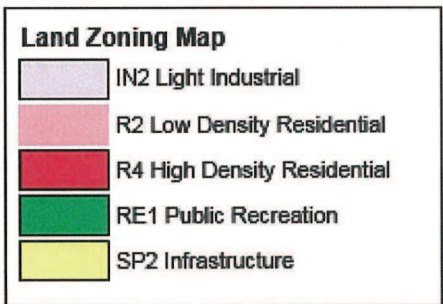 Land Zoning Map
IN2 Light Industrial
R2 Low Density Residential
R4 High Density Residential
RE1 Public Recreation
SP2 Infrastructure